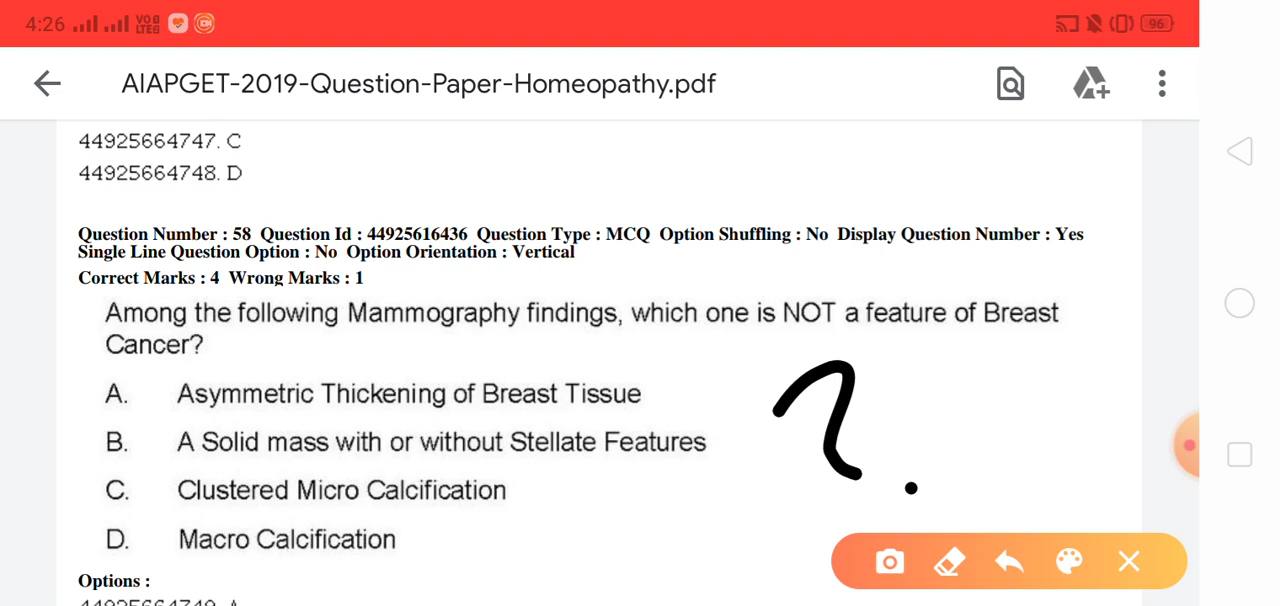 4:26 VO LTE 96
AIAPGET-2019-Question-Paper-Homeopathy.pdf
44925664747. C
44925664748. D
Question Number : 58 Question Id : 44925616436 Question Type : MCQ Option Shuffling : No Display Question Number : Yes
Single Line Question Option : No Option Orientation : Vertical
Correct Marks : 4 Wrong Marks : 1
Among the following Mammography findings, which one is NOT a feature of Breast
Cancer?
A. Asymmetric Thickening of Breast Tissue
B. A Solid mass with or without Stellate Features
C. Clustered Micro Calcification
D. Macro Calcification
?
Options :